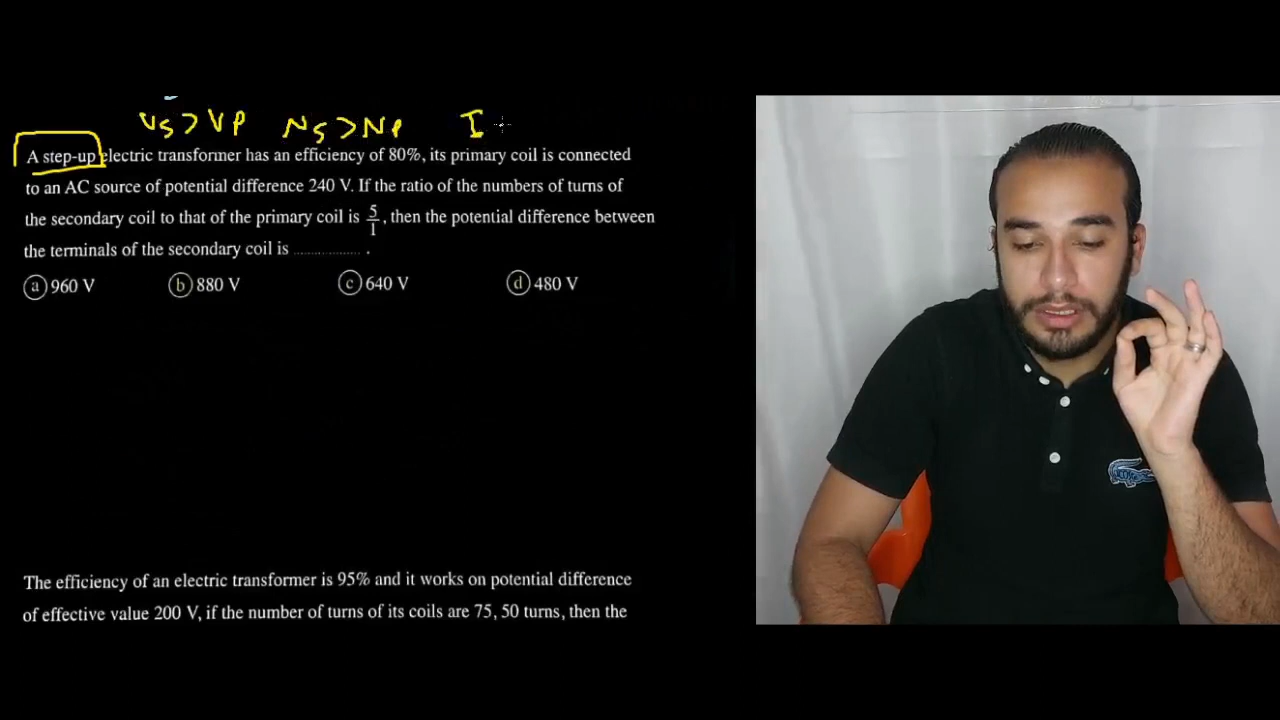 Vs > Vp Ns > Np I
A step-up electric transformer has an efficiency of 80%, its primary coil is connected
to an AC source of potential difference 240 V. If the ratio of the numbers of turns of
the secondary coil to that of the primary coil is 5/1, then the potential difference between
the terminals of the secondary coil is .................. .
a 960 V b 880 V c 640 V d 480 V
The efficiency of an electric transformer is 95% and it works on potential difference
of effective value 200 V, if the number of turns of its coils are 75, 50 turns, then the